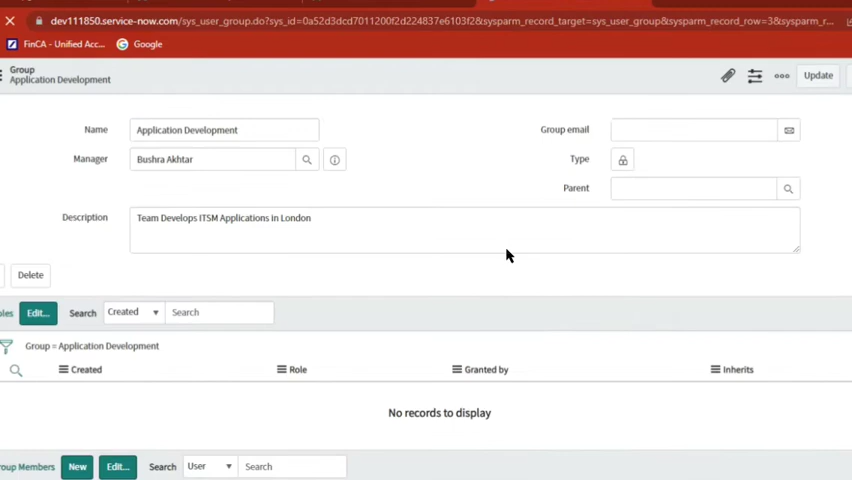 dev111850.service-now.com/sys_user_group.do?sys_id=0a52d3dcd7011200f2d224837e6103f2&sysparm_record_target=sys_user_group&sysparm_record_row=3&sysparm_r...
FinCA - Unified Acc... Google
Group
Application Development
Update
Name Application Development Group email
Manager Bushra Akhtar Type
Parent
Description Team Develops ITSM Applications in London
Delete
Edit... Search Created Search
Group = Application Development
Created Role Granted by Inherits
No records to display
roup Members New Edit... Search User Search